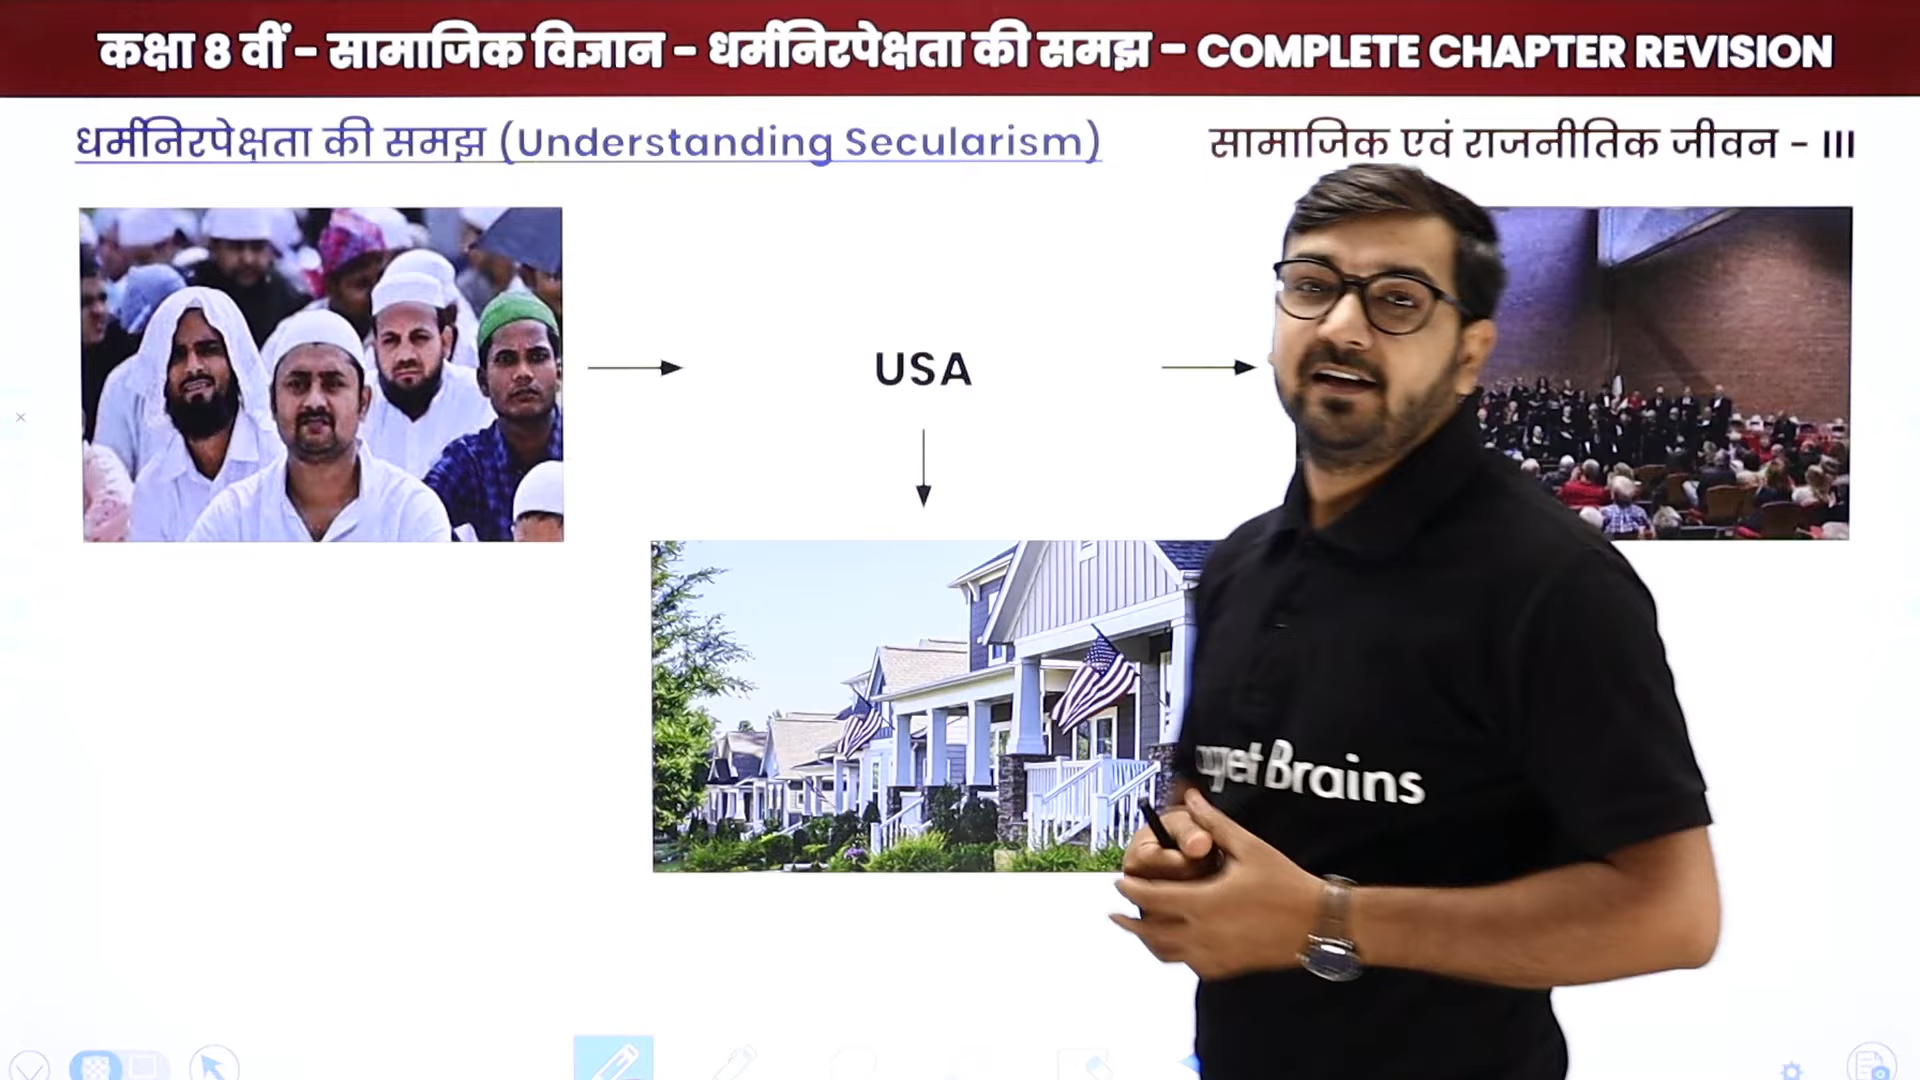 कक्षा 8 वीं - सामाजिक विज्ञान - धर्मनिरपेक्षता की समझ - COMPLETE CHAPTER REVISION
धर्मनिरपेक्षता की समझ (Understanding Secularism)
सामाजिक एवं राजनीतिक जीवन - III
USA
Brains